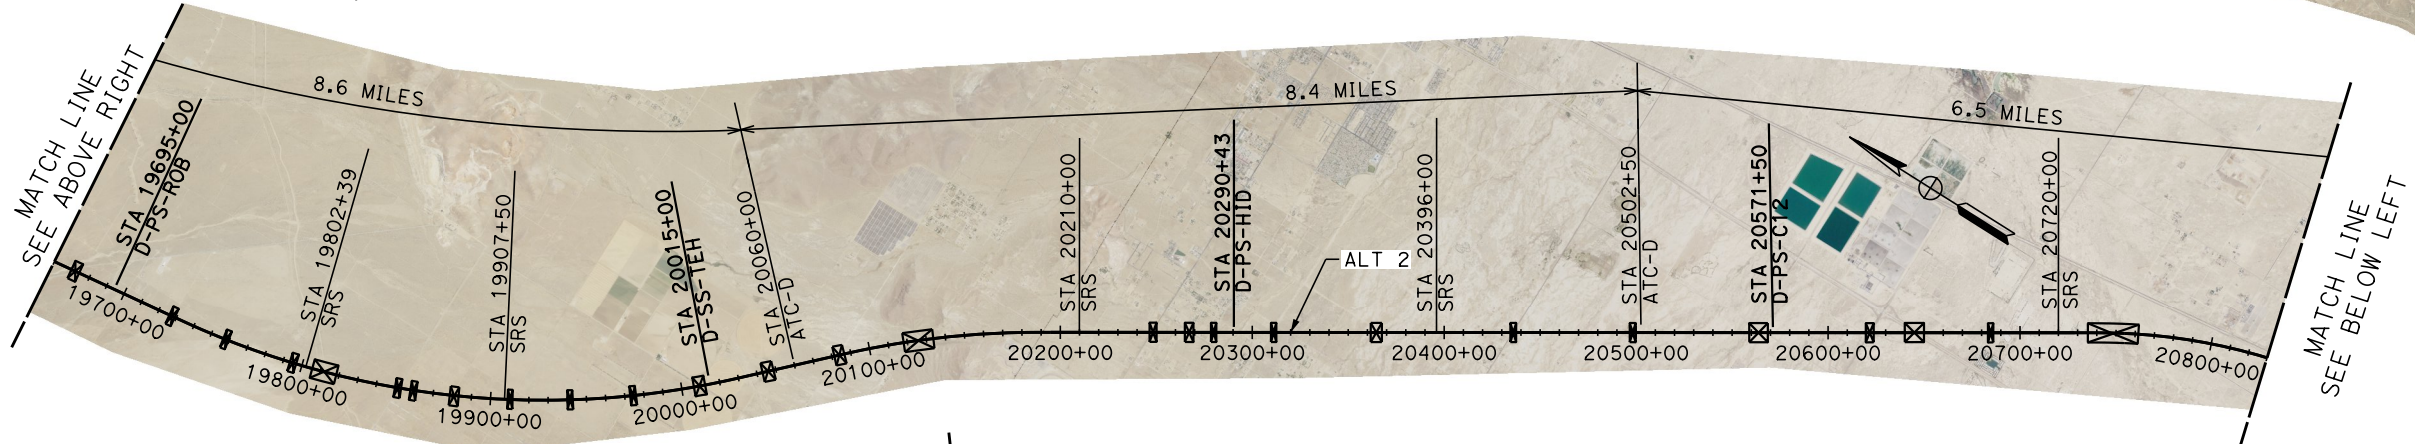 MATCH LINE
SEE ABOVE RIGHT
8.6 MILES
8.4 MILES
6.5 MILES
STA 19695+00
D-PS-ROB
STA 19802+39
SRS
STA 19907+50
SRS
STA 20015+00
D-SS-TEH
STA 20060+00
ATC-D
STA 20210+00
SRS
STA 20290+43
D-PS-HID
ALT 2
STA 20396+00
SRS
STA 20502+50
ATC-D
STA 20571+50
D-PS-C12
STA 20720+00
SRS
19700+00
19800+00
19900+00
20000+00
20100+00
20200+00
20300+00
20400+00
20500+00
20600+00
20700+00
20800+00
MATCH LINE
SEE BELOW LEFT